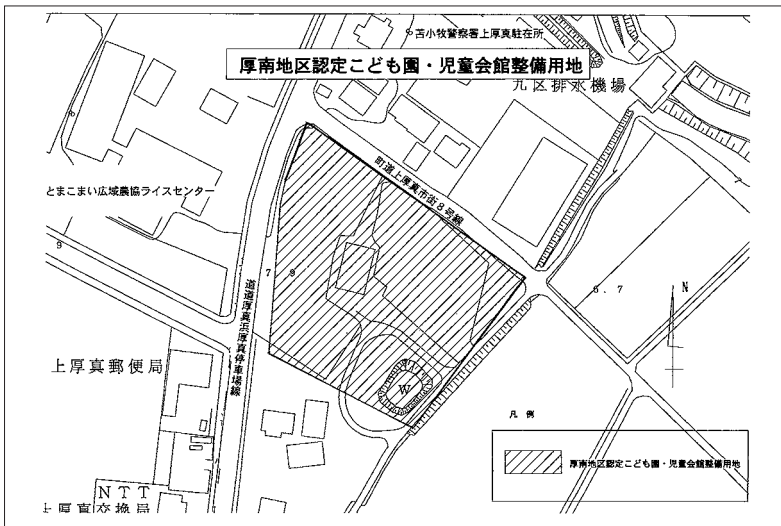 苫小牧警察署上厚真駐在所
厚南地区認定こども園・児童会館整備用地
九区排水機場
とまこまい広域農協ライスセンター
町道上厚真市街8号線
9
7.9
6.7
N
道道厚真浜厚真停車場線
上厚真郵便局
W
凡例
厚南地区認定こども園・児童会館整備用地
NTT
上厚真交換局